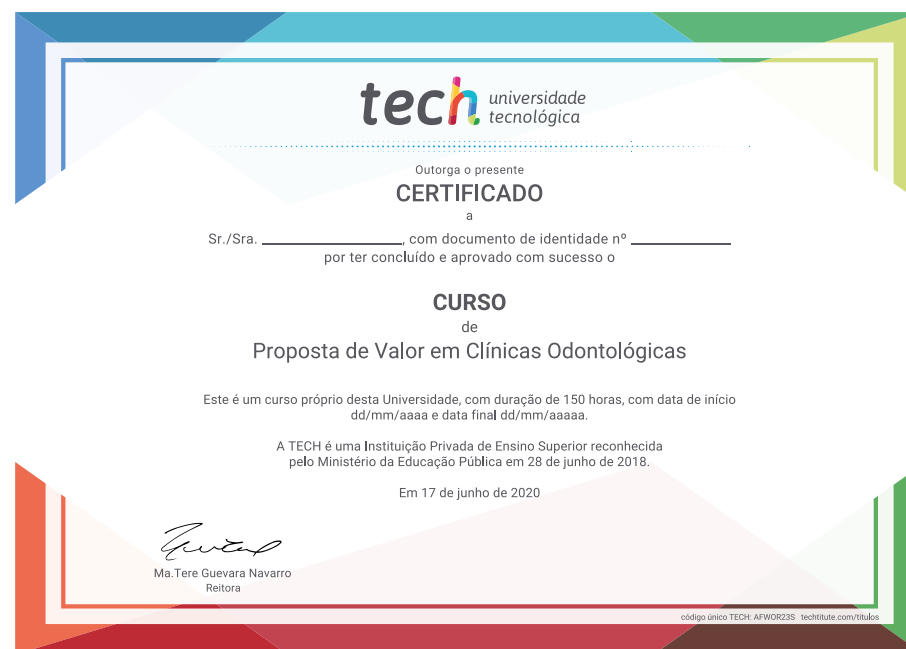 tech universidade
tecnológica
Outorga o presente
CERTIFICADO
a
Sr./Sra. ____________________, com documento de identidade nº ______________
por ter concluído e aprovado com sucesso o
CURSO
de
Proposta de Valor em Clínicas Odontológicas
Este é um curso próprio desta Universidade, com duração de 150 horas, com data de início
dd/mm/aaaa e data final dd/mm/aaaaa.
A TECH é uma Instituição Privada de Ensino Superior reconhecida
pelo Ministério da Educação Pública em 28 de junho de 2018.
Em 17 de junho de 2020
Ma.Tere Guevara Navarro
Reitora
código único TECH: AFWOR23S techtitute.com/titulos